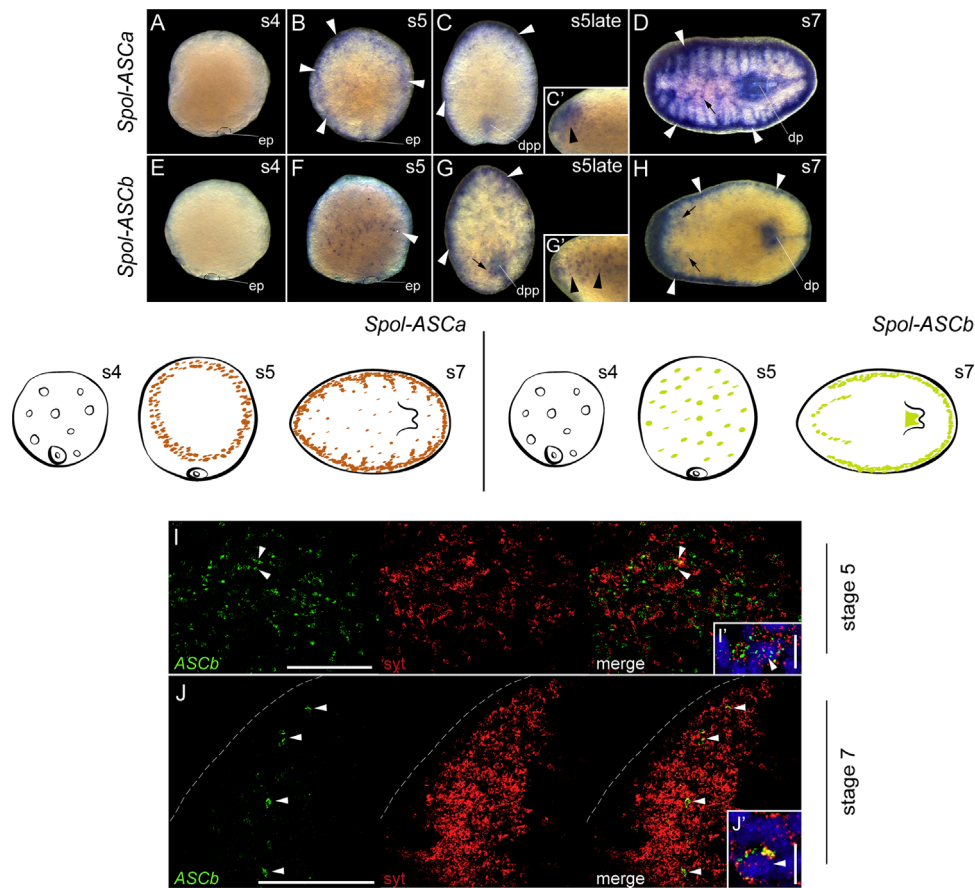 A s4
B s5
C s5late
D s7
Spol-ASCa
C'
ep
ep
dpp
dp
E s4
F s5
G s5late
H s7
Spol-ASCb
G'
ep
ep
dpp
dp
Spol-ASCa
Spol-ASCb
s4
s5
s7
s4
s5
s7
I
I'
ASCb
syt
merge
stage 5
J
J'
ASCb
syt
merge
stage 7